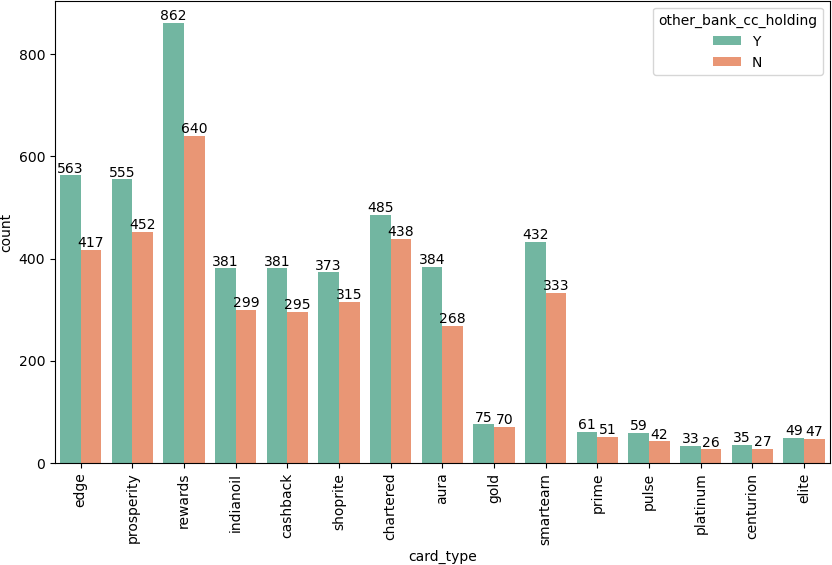 862
other_bank_cc_holding
Y
N
800
640
600
563
555
485
452
432
438
417
384
381
381
373
400
333
315
299
295
268
count
200
75
70
61
51
59
42
33
26
35
27
49
47
0
edge
prosperity
rewards
indianoil
cashback
shoprite
chartered
aura
gold
smartearn
prime
pulse
platinum
centurion
elite
card_type